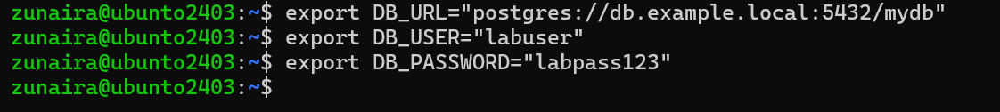 zunaira@ubunto2403:~$ export DB_URL="postgres://db.example.local:5432/mydb"
zunaira@ubunto2403:~$ export DB_USER="labuser"
zunaira@ubunto2403:~$ export DB_PASSWORD="labpass123"
zunaira@ubunto2403:~$